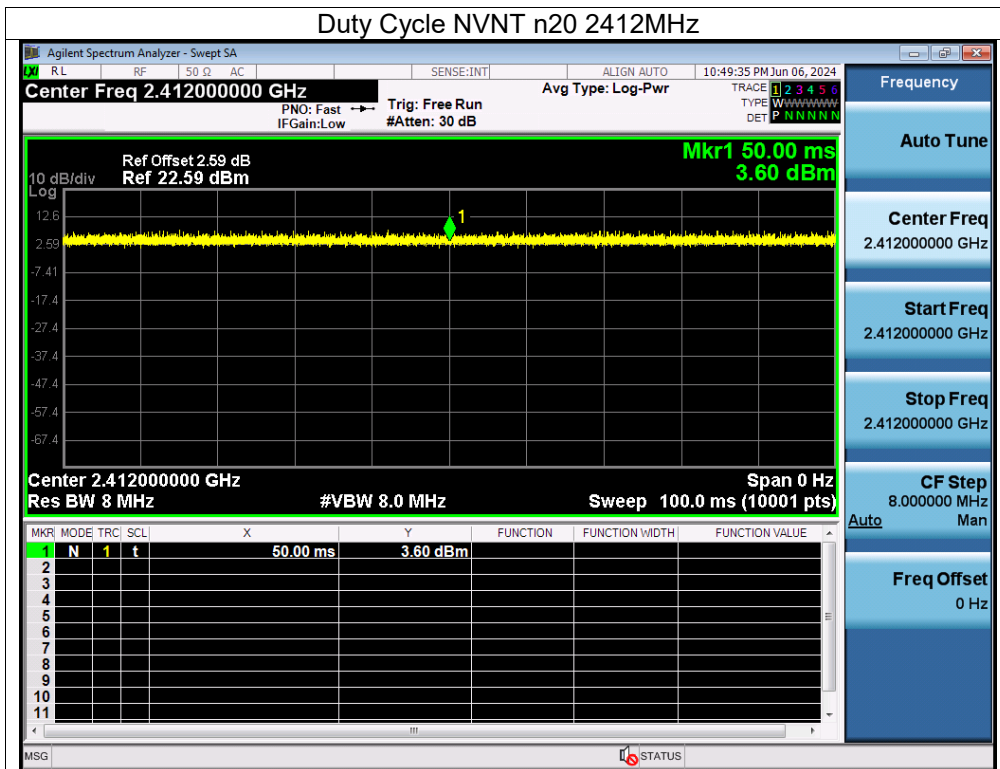 Duty Cycle NVNT n20 2412MHz
Agilent Spectrum Analyzer - Swept SA
LXI RL RF 50 Ω AC SENSE:INT ALIGN AUTO 10:49:35 PM Jun 06, 2024
Center Freq 2.412000000 GHz
PNO: Fast
IFGain:Low
Trig: Free Run
#Atten: 30 dB
Avg Type: Log-Pwr
TRACE 1 2 3 4 5 6
TYPE W W W W W W
DET P N N N N N
Ref Offset 2.59 dB
10 dB/div Ref 22.59 dBm
Log
Mkr1 50.00 ms
3.60 dBm
1
12.6
2.59
-7.41
-17.4
-27.4
-37.4
-47.4
-57.4
-67.4
Center 2.412000000 GHz Span 0 Hz
Res BW 8 MHz #VBW 8.0 MHz Sweep 100.0 ms (10001 pts)
MKR MODE TRC SCL X Y FUNCTION FUNCTION WIDTH FUNCTION VALUE
1 N 1 t 50.00 ms 3.60 dBm
2
3
4
5
6
7
8
9
10
11
MSG STATUS
Frequency
Auto Tune
Center Freq
2.412000000 GHz
Start Freq
2.412000000 GHz
Stop Freq
2.412000000 GHz
CF Step
8.000000 MHz
Auto Man
Freq Offset
0 Hz